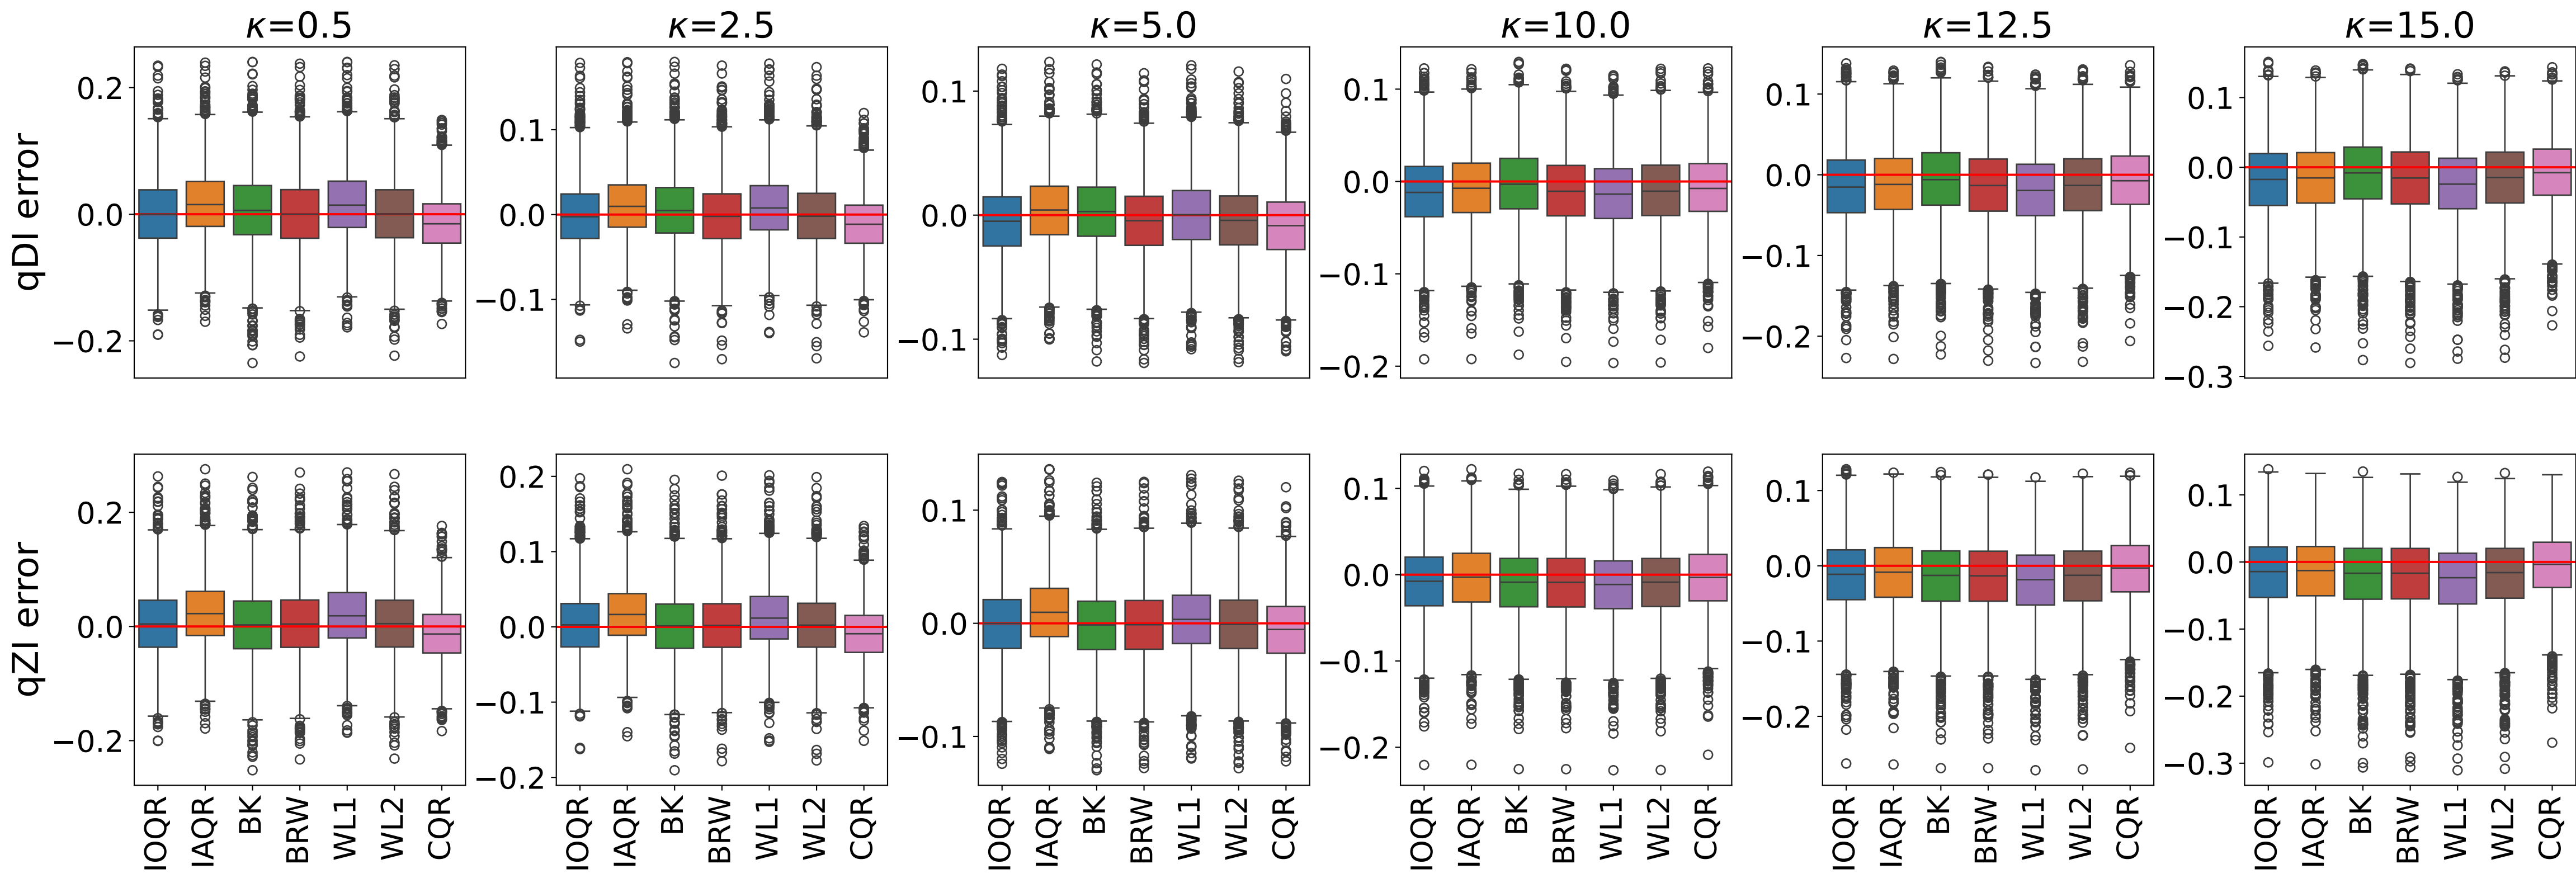 κ=0.5 κ=2.5 κ=5.0 κ=10.0 κ=12.5 κ=15.0
qDI error
0.2 0.0 −0.2
0.1 0.0 −0.1
0.1 0.0 −0.1
0.1 0.0 −0.1 −0.2
0.1 0.0 −0.1 −0.2
0.1 0.0 −0.1 −0.2 −0.3
qZI error
0.2 0.0 −0.2
0.2 0.1 0.0 −0.1 −0.2
0.1 0.0 −0.1
0.1 0.0 −0.1 −0.2
0.1 0.0 −0.1 −0.2
0.1 0.0 −0.1 −0.2 −0.3
IOQR IAQR BK BRW WL1 WL2 CQR
IOQR IAQR BK BRW WL1 WL2 CQR
IOQR IAQR BK BRW WL1 WL2 CQR
IOQR IAQR BK BRW WL1 WL2 CQR
IOQR IAQR BK BRW WL1 WL2 CQR
IOQR IAQR BK BRW WL1 WL2 CQR